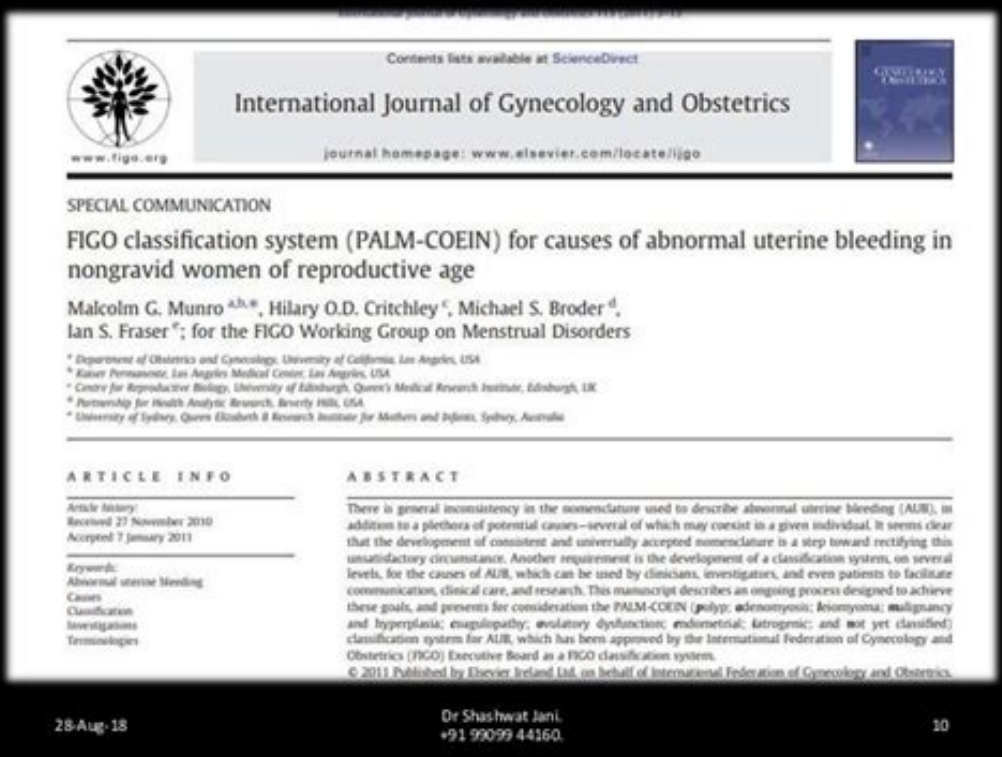 International Journal of Gynecology and Obstetrics 113 (2011) 3–13
Contents lists available at ScienceDirect
International Journal of Gynecology and Obstetrics
journal homepage: www.elsevier.com/locate/ijgo
www.figo.org
GYNECOLOGY
OBSTETRICS
SPECIAL COMMUNICATION
FIGO classification system (PALM-COEIN) for causes of abnormal uterine bleeding in
nongravid women of reproductive age
Malcolm G. Munro a,b,*, Hilary O.D. Critchley c, Michael S. Broder d,
Ian S. Fraser e; for the FIGO Working Group on Menstrual Disorders
a Department of Obstetrics and Gynecology, University of California, Los Angeles, USA
b Kaiser Permanente, Los Angeles Medical Center, Los Angeles, USA
c Centre for Reproductive Biology, University of Edinburgh, Queen's Medical Research Institute, Edinburgh, UK
d Partnership for Health Analytic Research, Beverly Hills, USA
e University of Sydney, Queen Elizabeth II Research Institute for Mothers and Infants, Sydney, Australia
ARTICLE INFO
Article history:
Received 27 November 2010
Accepted 7 January 2011
Keywords:
Abnormal uterine bleeding
Causes
Classification
Investigations
Terminologies
ABSTRACT
There is general inconsistency in the nomenclature used to describe abnormal uterine bleeding (AUB), in
addition to a plethora of potential causes—several of which may coexist in a given individual. It seems clear
that the development of consistent and universally accepted nomenclature is a step toward rectifying this
unsatisfactory circumstance. Another requirement is the development of a classification system, on several
levels, for the causes of AUB, which can be used by clinicians, investigators, and even patients to facilitate
communication, clinical care, and research. This manuscript describes an ongoing process designed to achieve
these goals, and presents for consideration the PALM-COEIN (polyp; adenomyosis; leiomyoma; malignancy
and hyperplasia; coagulopathy; ovulatory dysfunction; endometrial; iatrogenic; and not yet classified)
classification system for AUB, which has been approved by the International Federation of Gynecology and
Obstetrics (FIGO) Executive Board as a FIGO classification system.
© 2011 Published by Elsevier Ireland Ltd. on behalf of International Federation of Gynecology and Obstetrics.
28-Aug-18
Dr Shashwat Jani.
+91 99099 44160.
10